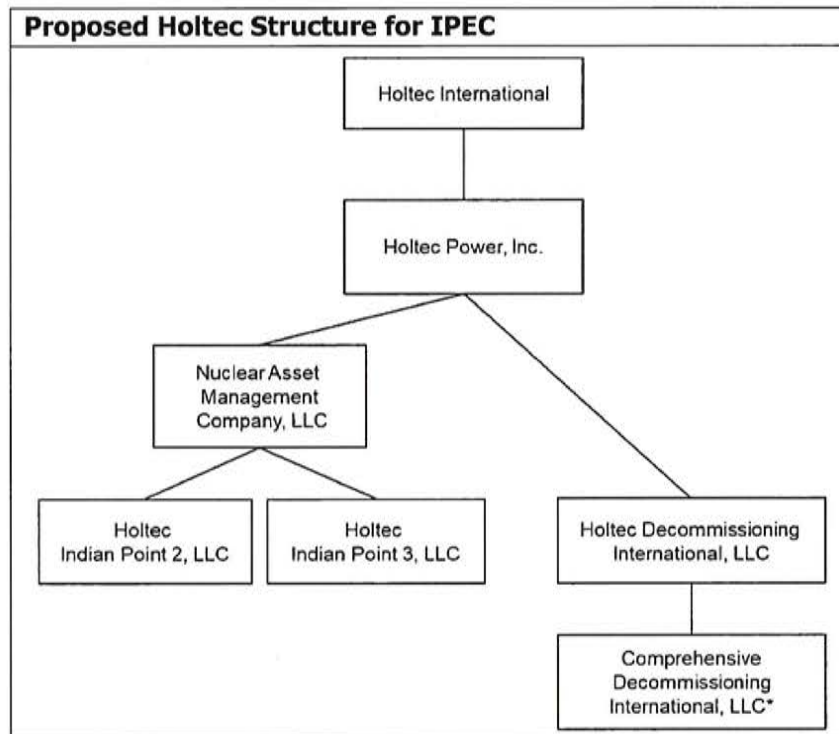 Proposed Holtec Structure for IPEC
Holtec International
Holtec Power, Inc.
Nuclear Asset
Management
Company, LLC
Holtec
Indian Point 2, LLC
Holtec
Indian Point 3, LLC
Holtec Decommissioning
International, LLC
Comprehensive
Decommissioning
International, LLC*